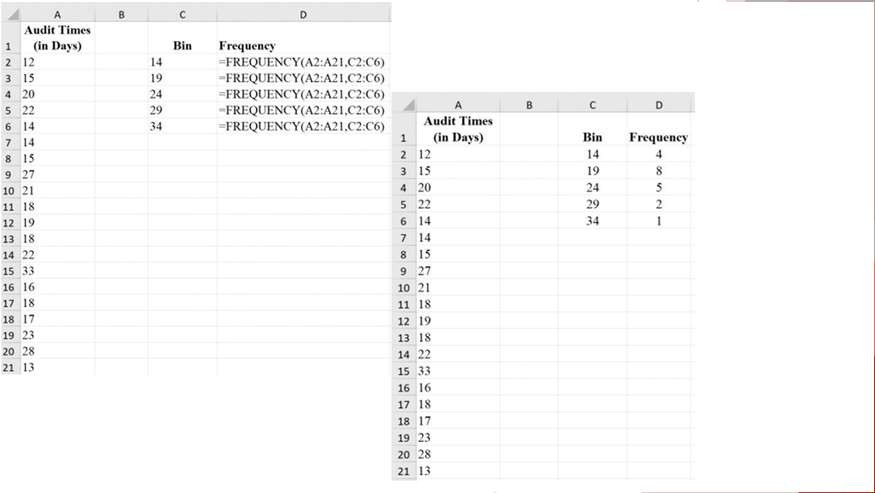 A B C D
Audit Times
1 (in Days) Bin Frequency
2 12 14 =FREQUENCY(A2:A21,C2:C6)
3 15 19 =FREQUENCY(A2:A21,C2:C6)
4 20 24 =FREQUENCY(A2:A21,C2:C6)
5 22 29 =FREQUENCY(A2:A21,C2:C6)
6 14 34 =FREQUENCY(A2:A21,C2:C6)
7 14
8 15
9 27
10 21
11 18
12 19
13 18
14 22
15 33
16 16
17 18
18 17
19 23
20 28
21 13
A B C D
Audit Times
1 (in Days) Bin Frequency
2 12 14 4
3 15 19 8
4 20 24 5
5 22 29 2
6 14 34 1
7 14
8 15
9 27
10 21
11 18
12 19
13 18
14 22
15 33
16 16
17 18
18 17
19 23
20 28
21 13